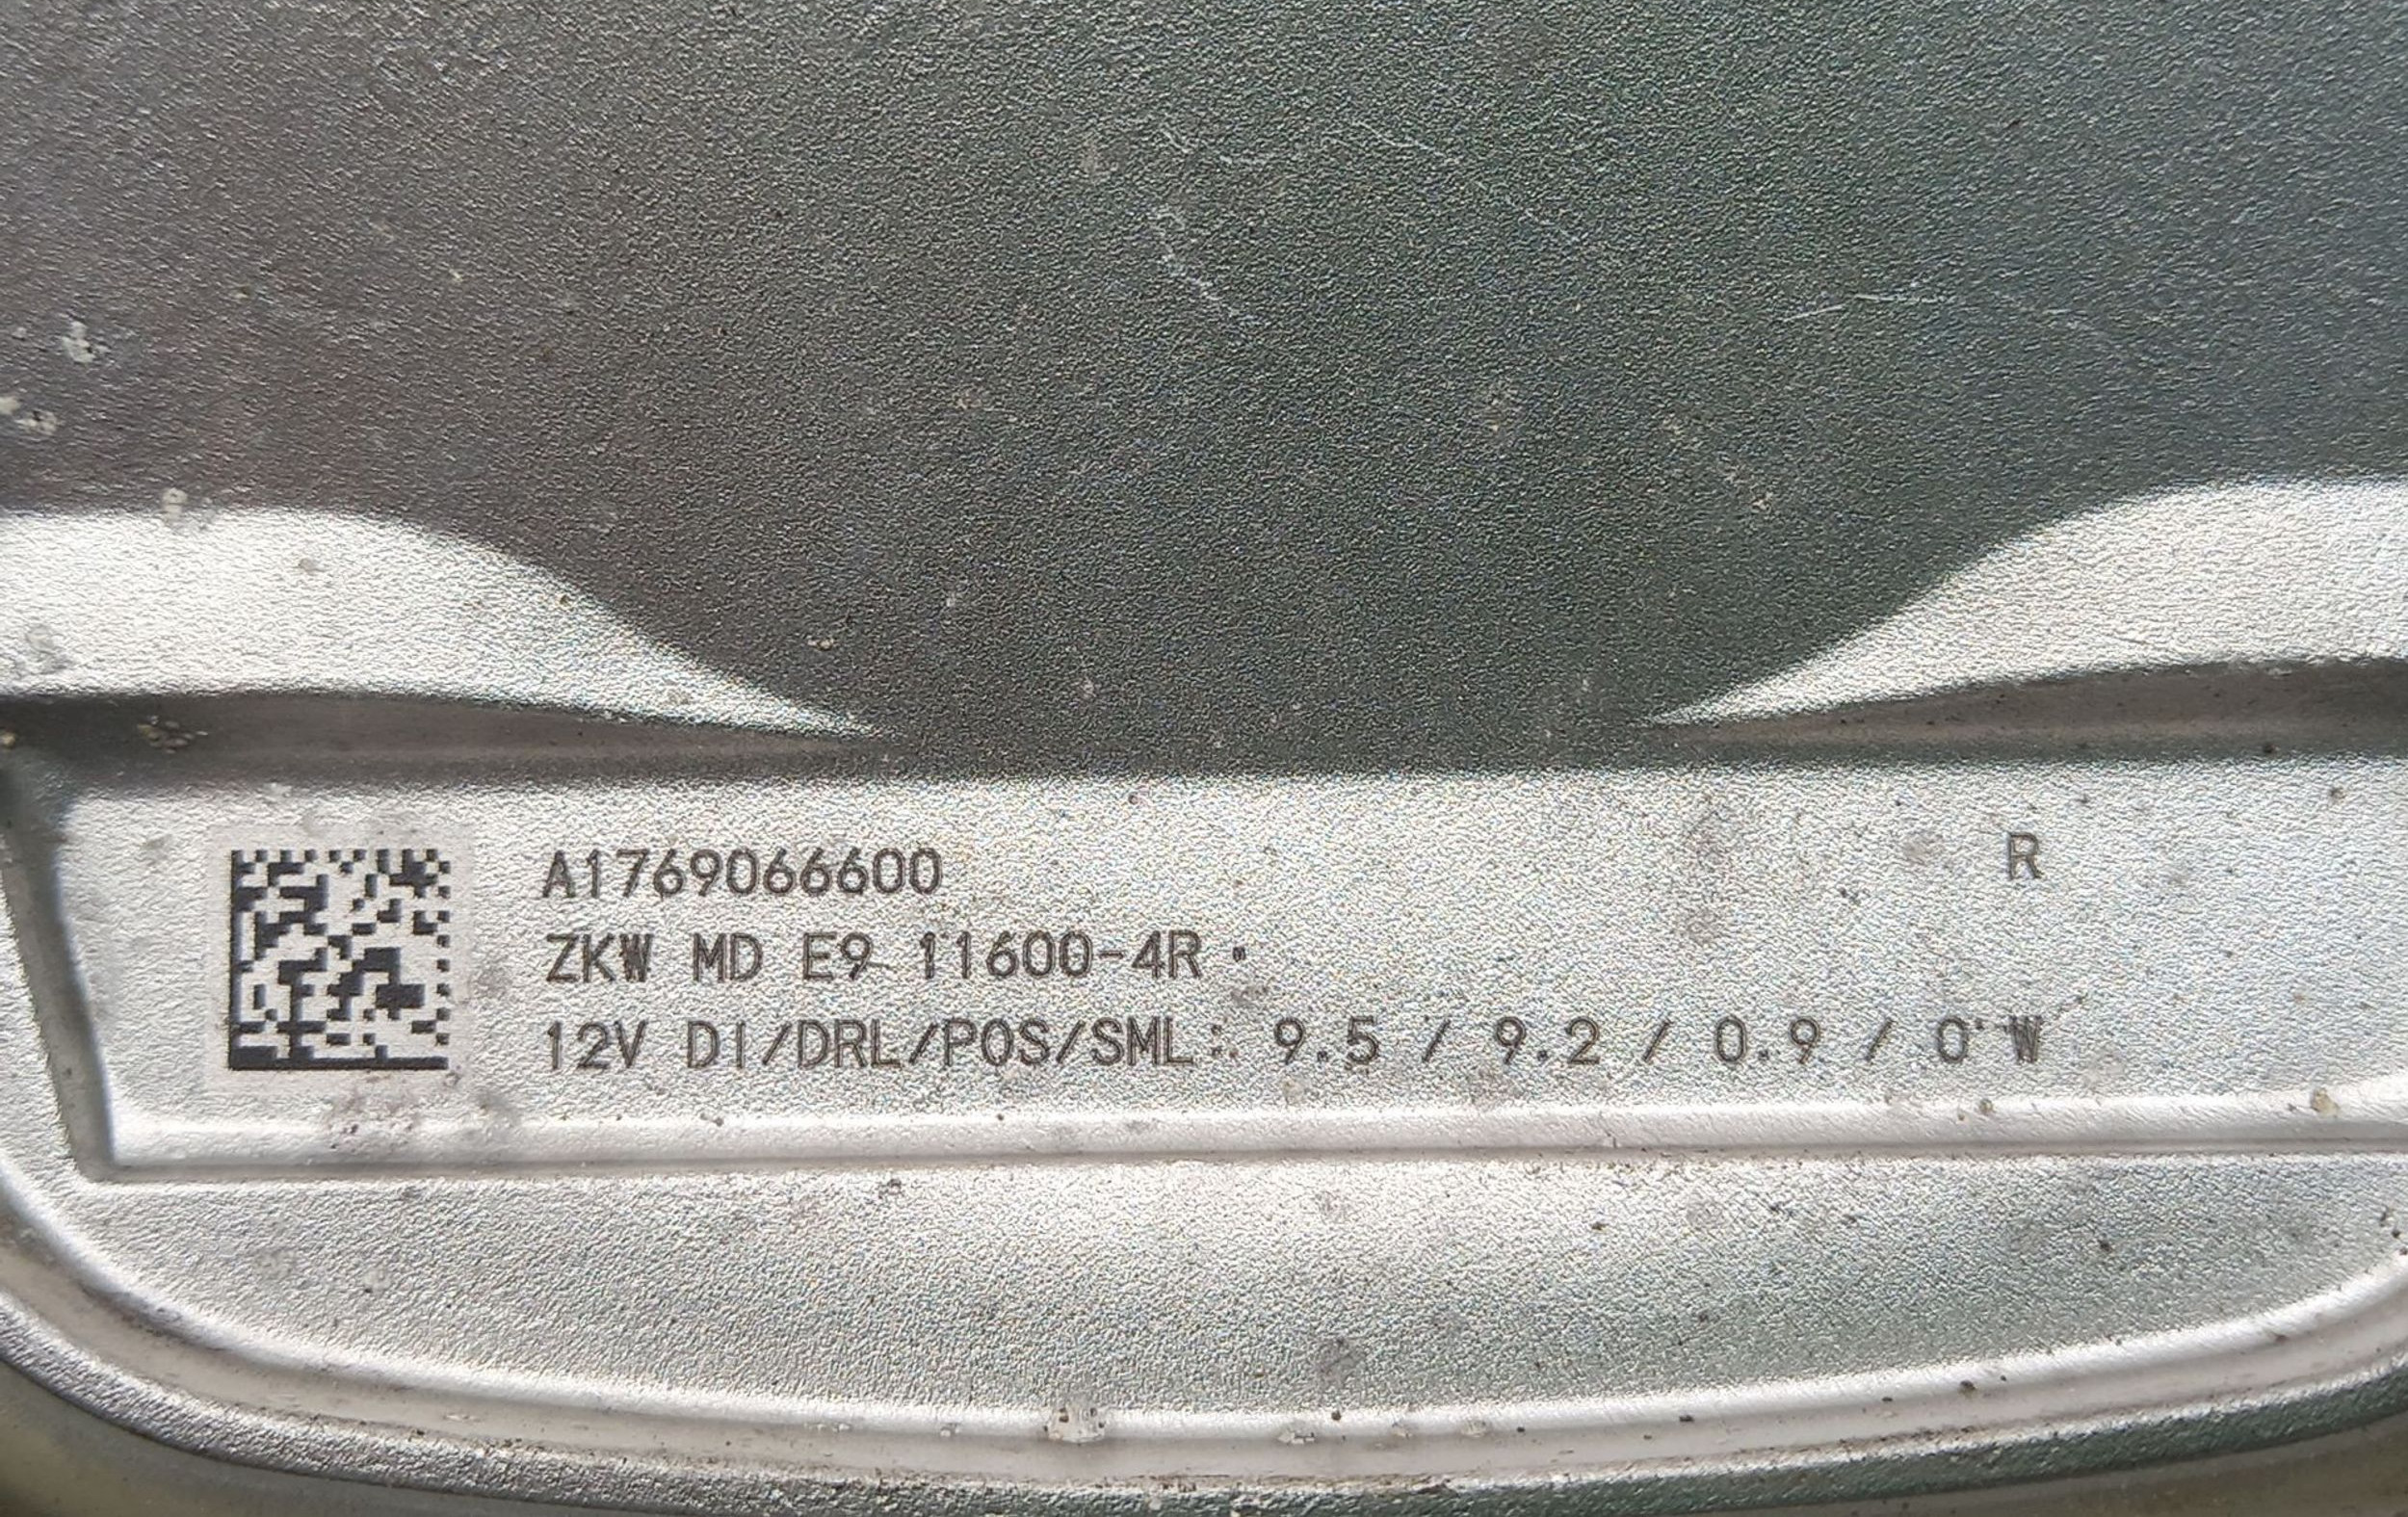 A1769066600 R
ZKW MD E9 11600-4R
12V DI/DRL/POS/SML: 9.5 / 9.2 / 0.9 / 0 W